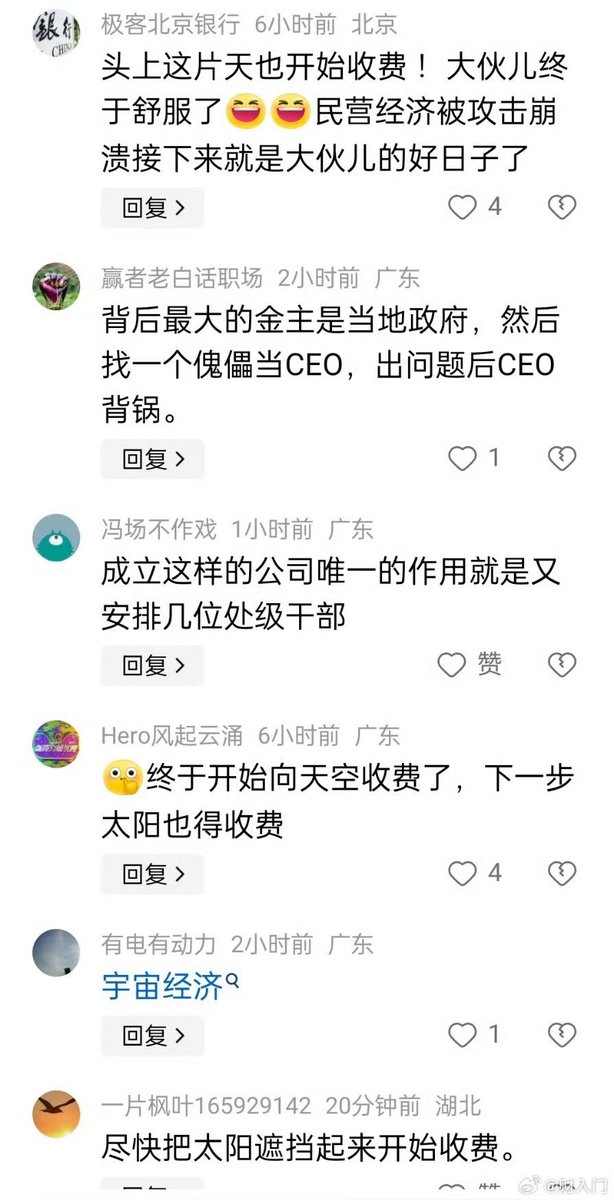 極客北京银行 6小时前 北京
头上这片天也开始收费！大伙儿终
于舒服了😆😆民营经济被攻击崩
溃接下来就是大伙儿的好日子了
回复 >
4
赢者老白话职场 2小时前 广东
背后最大的金主是当地政府，然后
找一个傀儡当CEO，出问题后CEO
背锅。
回复 >
1
冯场不作戏 1小时前 广东
成立这样的公司唯一的作用就是又
安排几位处级干部
回复 >
赞
Hero风起云涌 6小时前 广东
🤫终于开始向天空收费了，下一步
太阳也得收费
回复 >
4
有电有动力 2小时前 广东
宇宙经济
回复 >
1
一片枫叶165929142 20分钟前 湖北
尽快把太阳遮挡起来开始收费。